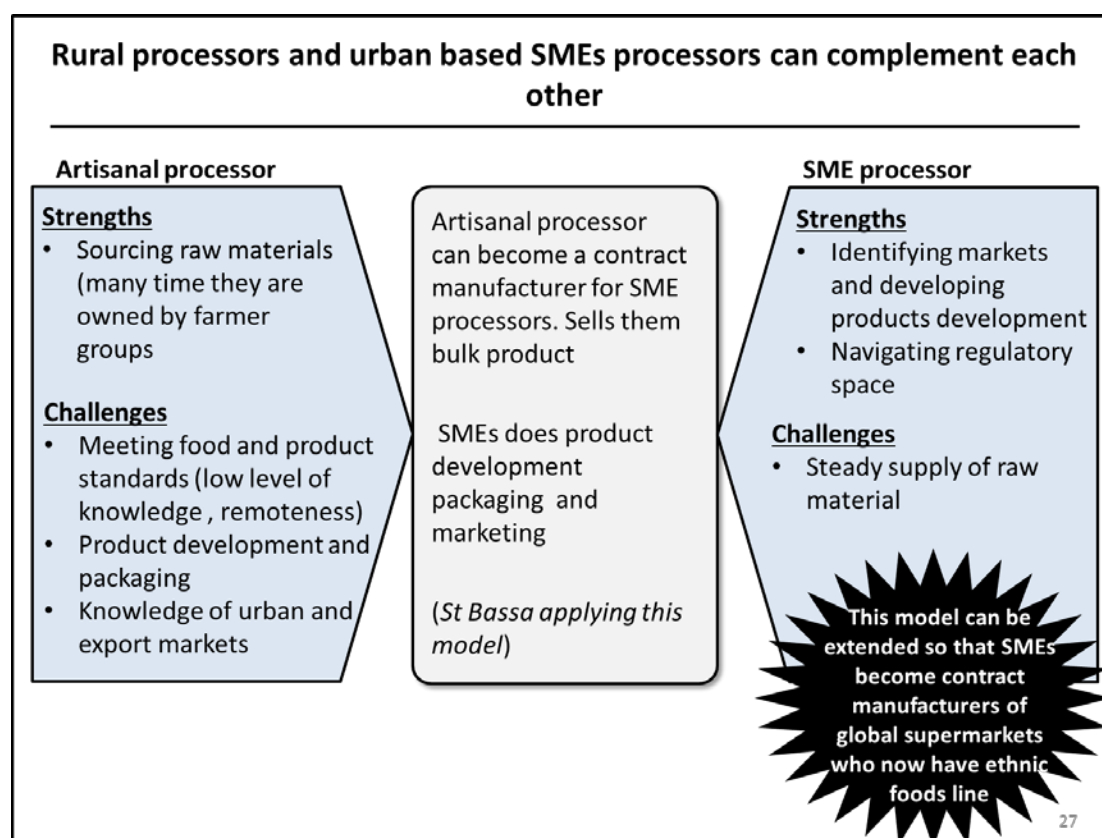 Rural processors and urban based SMEs processors can complement each
other
Artisanal processor
Strengths
• Sourcing raw materials
(many time they are
owned by farmer
groups
Challenges
• Meeting food and product
standards (low level of
knowledge , remoteness)
• Product development and
packaging
• Knowledge of urban and
export markets
Artisanal processor
can become a contract
manufacturer for SME
processors. Sells them
bulk product
SMEs does product
development
packaging and
marketing
(St Bassa applying this
model)
SME processor
Strengths
• Identifying markets
and developing
products development
• Navigating regulatory
space
Challenges
• Steady supply of raw
material
This model can be
extended so that SMEs
become contract
manufacturers of
global supermarkets
who now have ethnic
foods line
27